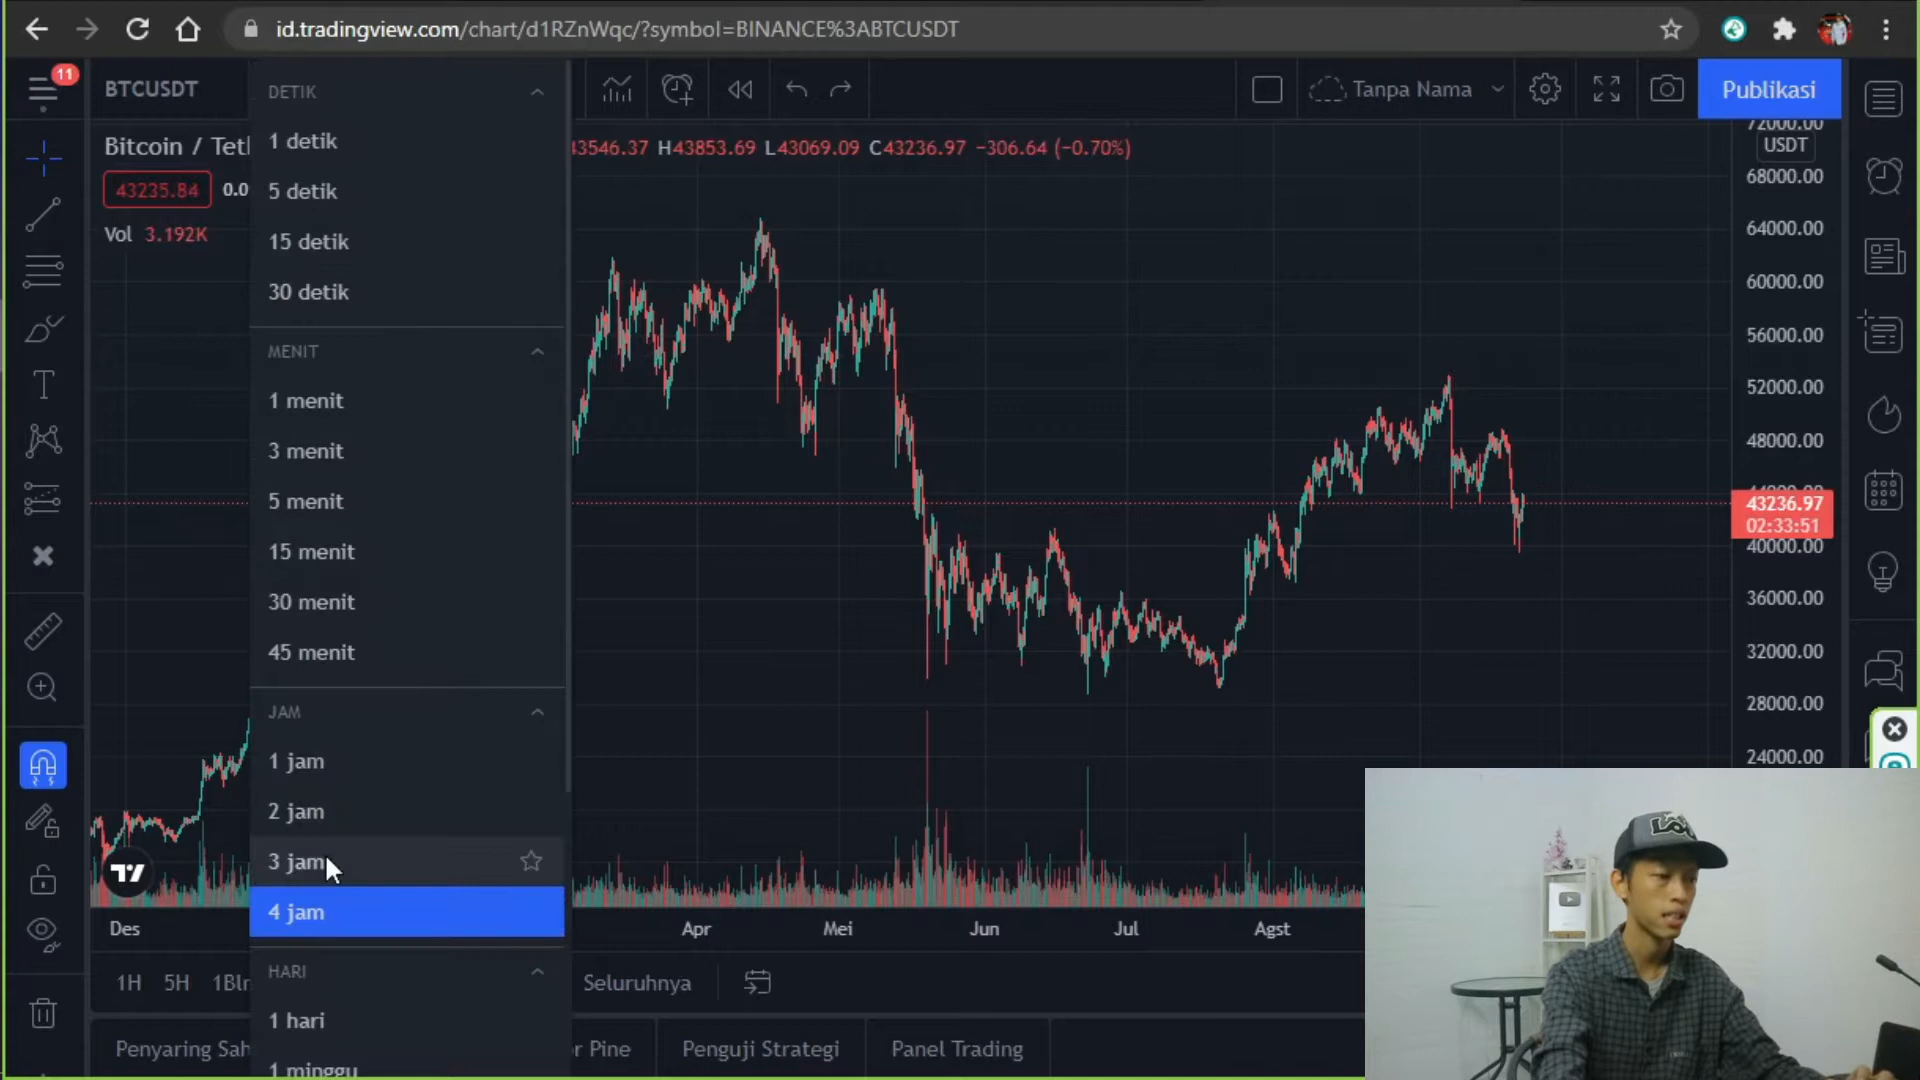 id.tradingview.com/chart/d1RZnWqc/?symbol=BINANCE%3ABTCUSDT
11
BTCUSDT
Tanpa Nama
Publikasi
Bitcoin / Tet
43546.37 H43853.69 L43069.09 C43236.97 −306.64 (−0.70%)
43235.84 0.0
Vol 3.192K
DETIK
1 detik
5 detik
15 detik
30 detik
MENIT
1 menit
3 menit
5 menit
15 menit
30 menit
45 menit
JAM
1 jam
2 jam
3 jam
4 jam
HARI
1 hari
1 minggu
72000.00
USDT
68000.00
64000.00
60000.00
56000.00
52000.00
48000.00
44000.00
43236.97
02:33:51
40000.00
36000.00
32000.00
28000.00
24000.00
Des
Apr
Mei
Jun
Jul
Agst
1H 5H 1Bln
Seluruhnya
Penyaring Sah
r Pine
Penguji Strategi
Panel Trading